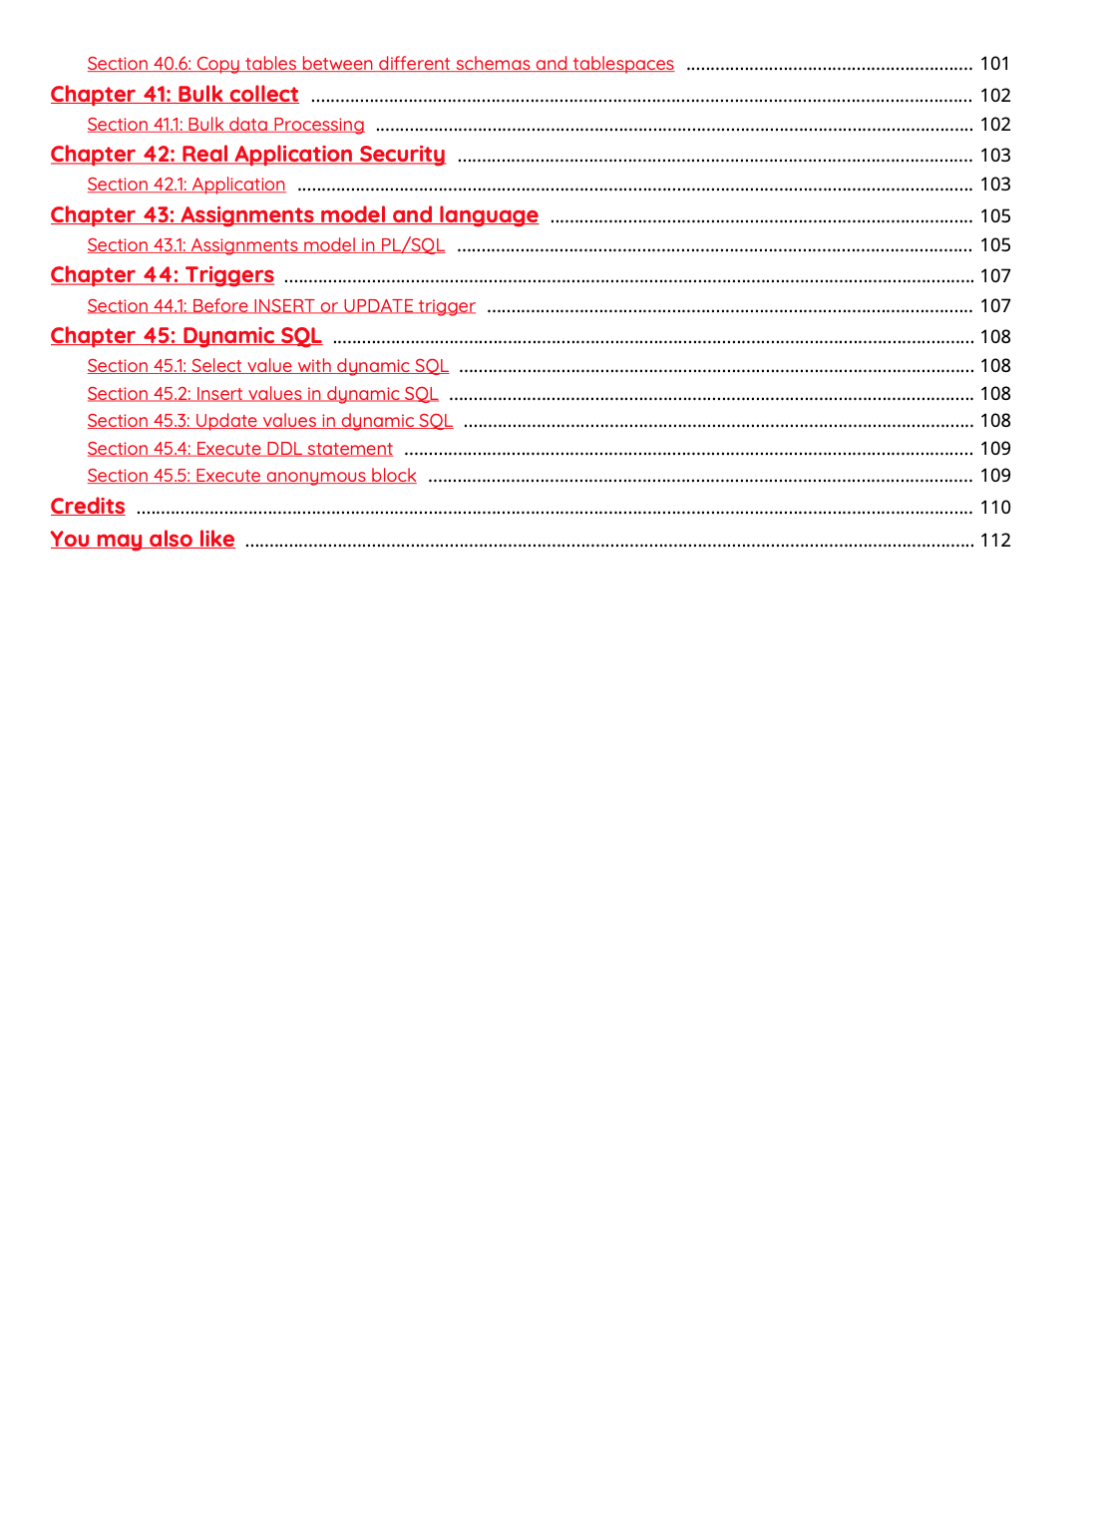 Section 40.6: Copy tables between different schemas and tablespaces ........................................................... 101
Chapter 41: Bulk collect ........................................................................................................................................ 102
Section 41.1: Bulk data Processing ........................................................................................................................... 102
Chapter 42: Real Application Security .......................................................................................................... 103
Section 42.1: Application ........................................................................................................................................... 103
Chapter 43: Assignments model and language ....................................................................................... 105
Section 43.1: Assignments model in PL/SQL .......................................................................................................... 105
Chapter 44: Triggers .............................................................................................................................................. 107
Section 44.1: Before INSERT or UPDATE trigger .................................................................................................... 107
Chapter 45: Dynamic SQL .................................................................................................................................... 108
Section 45.1: Select value with dynamic SQL .......................................................................................................... 108
Section 45.2: Insert values in dynamic SQL ............................................................................................................ 108
Section 45.3: Update values in dynamic SQL ......................................................................................................... 108
Section 45.4: Execute DDL statement ..................................................................................................................... 109
Section 45.5: Execute anonymous block ................................................................................................................ 109
Credits ............................................................................................................................................................................ 110
You may also like ...................................................................................................................................................... 112